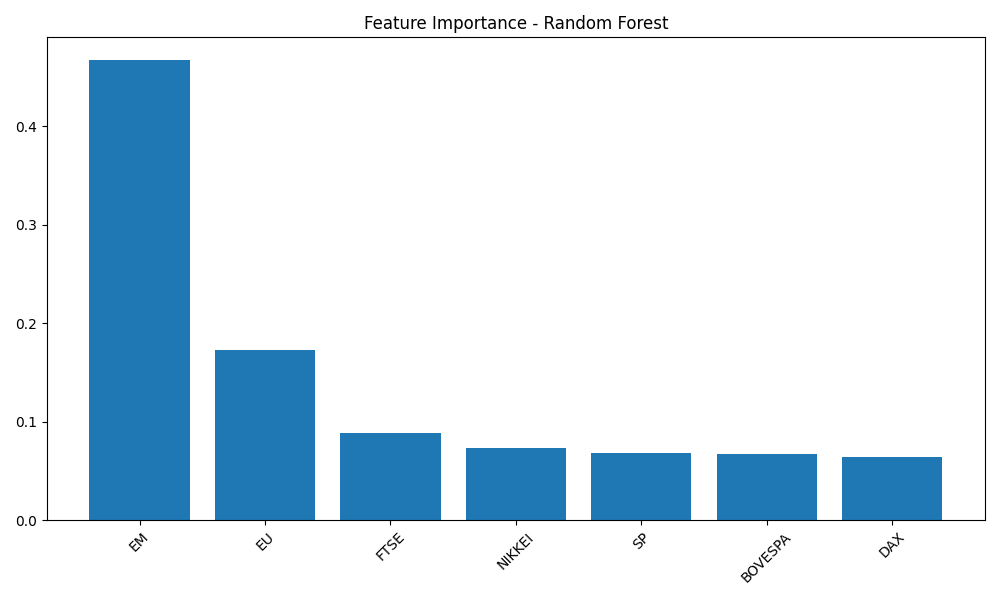 Feature Importance - Random Forest
0.4
0.3
0.2
0.1
0.0
EM
EU
FTSE
NIKKEI
SP
BOVESPA
DAX